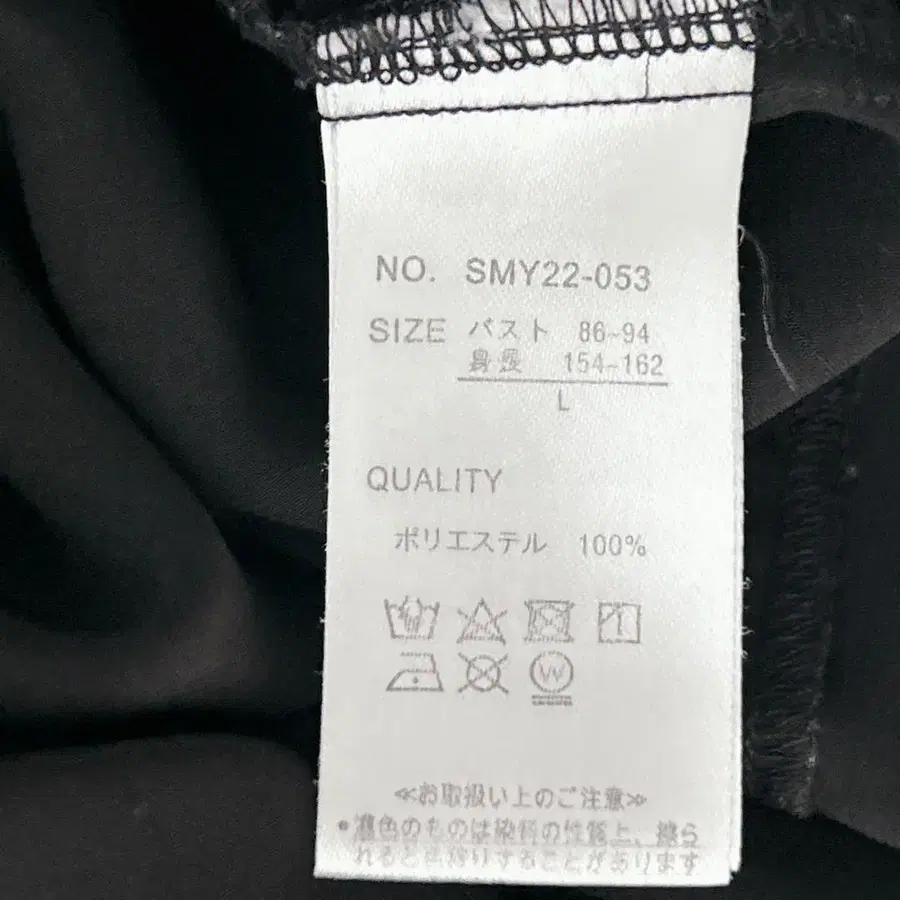 NO. SMY22-053
SIZE バスト 86~94
身長 154~162
L
QUALITY
ポリエステル 100%
W
≪お取扱い上のご注意≫
•濃色のものは染料の性質上、擦ら
れると色移りすることがあります